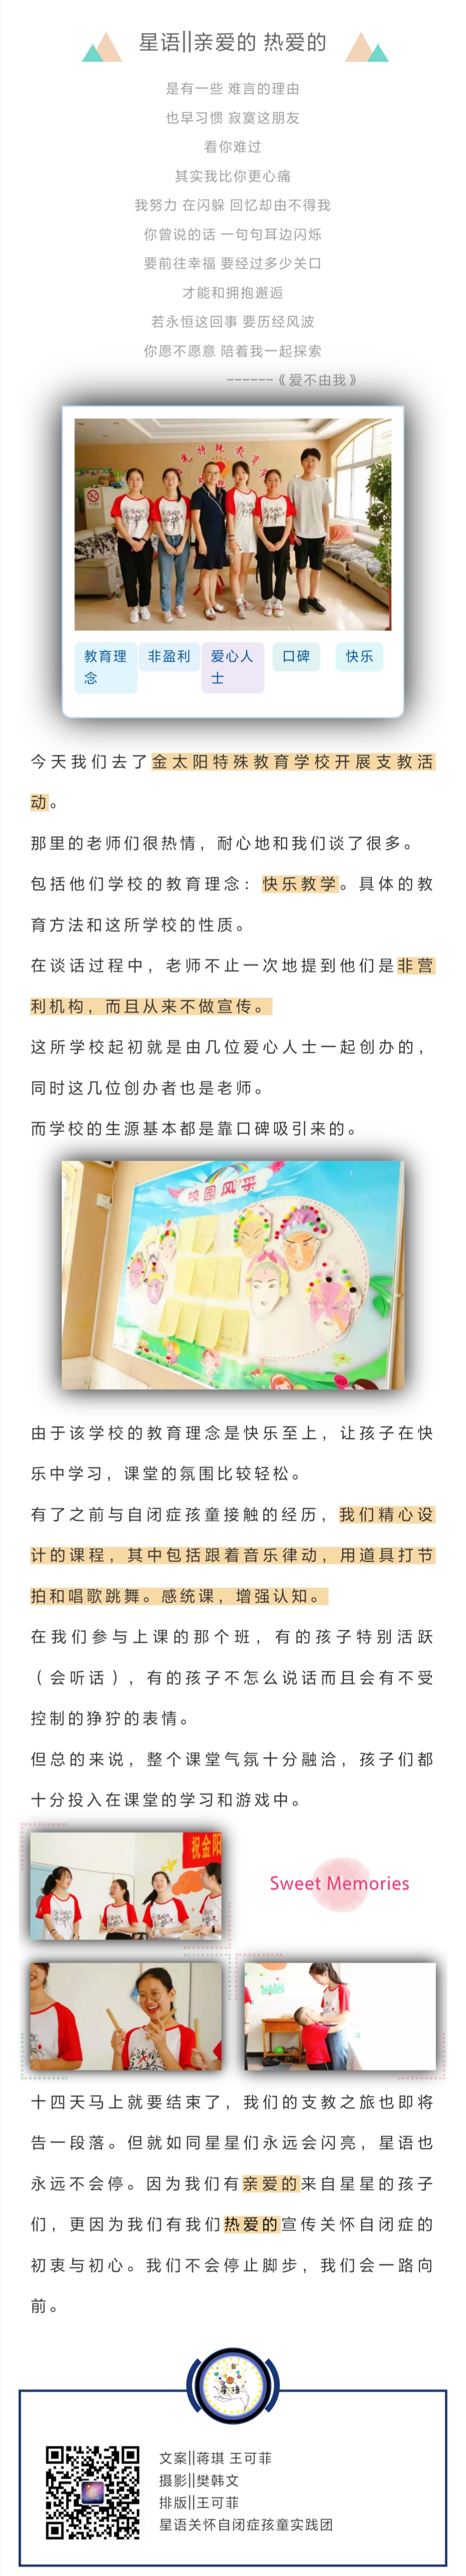 星语||亲爱的 热爱的
是有一些 难言的理由
也早习惯 寂寞这朋友
看你难过
其实我比你更心痛
我努力 在闪躲 回忆却由不得我
你曾说的话 一句句耳边闪烁
要前往幸福 要经过多少关口
才能和拥抱邂逅
若永恒这回事 要历经风波
你愿不愿意 陪着我一起探索
------《爱不由我》
教育理念 非盈利 爱心人士 口碑 快乐
今天我们去了金太阳特殊教育学校开展支教活
动。
那里的老师们很热情，耐心地和我们谈了很多。
包括他们学校的教育理念：快乐教学。具体的教
育方法和这所学校的性质。
在谈话过程中，老师不止一次地提到他们是非营
利机构，而且从来不做宣传。
这所学校起初就是由几位爱心人士一起创办的，
同时这几位创办者也是老师。
而学校的生源基本都是靠口碑吸引来的。
校园风采
由于该学校的教育理念是快乐至上，让孩子在快
乐中学习，课堂的氛围比较轻松。
有了之前与自闭症孩童接触的经历，我们精心设
计的课程，其中包括跟着音乐律动，用道具打节
拍和唱歌跳舞。感统课，增强认知。
在我们参与上课的那个班，有的孩子特别活跃
（会听话），有的孩子不怎么说话而且会有不受
控制的狰狞的表情。
但总的来说，整个课堂气氛十分融洽，孩子们都
十分投入在课堂的学习和游戏中。
祝金阳
Sweet Memories
十四天马上就要结束了，我们的支教之旅也即将
告一段落。但就如同星星们永远会闪亮，星语也
永远不会停。因为我们有亲爱的来自星星的孩子
们，更因为我们有我们热爱的宣传关怀自闭症的
初衷与初心。我们不会停止脚步，我们会一路向
前。
星语
文案||蒋琪 王可菲
摄影||樊韩文
排版||王可菲
星语关怀自闭症孩童实践团